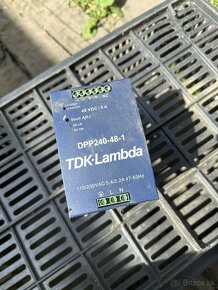 48 VDC / 5 A
Vout Adj.
DPP240-48-1
TDK-Lambda
115/230VAC 5.4/2.2A 47-63Hz
L N
Bazos.sk